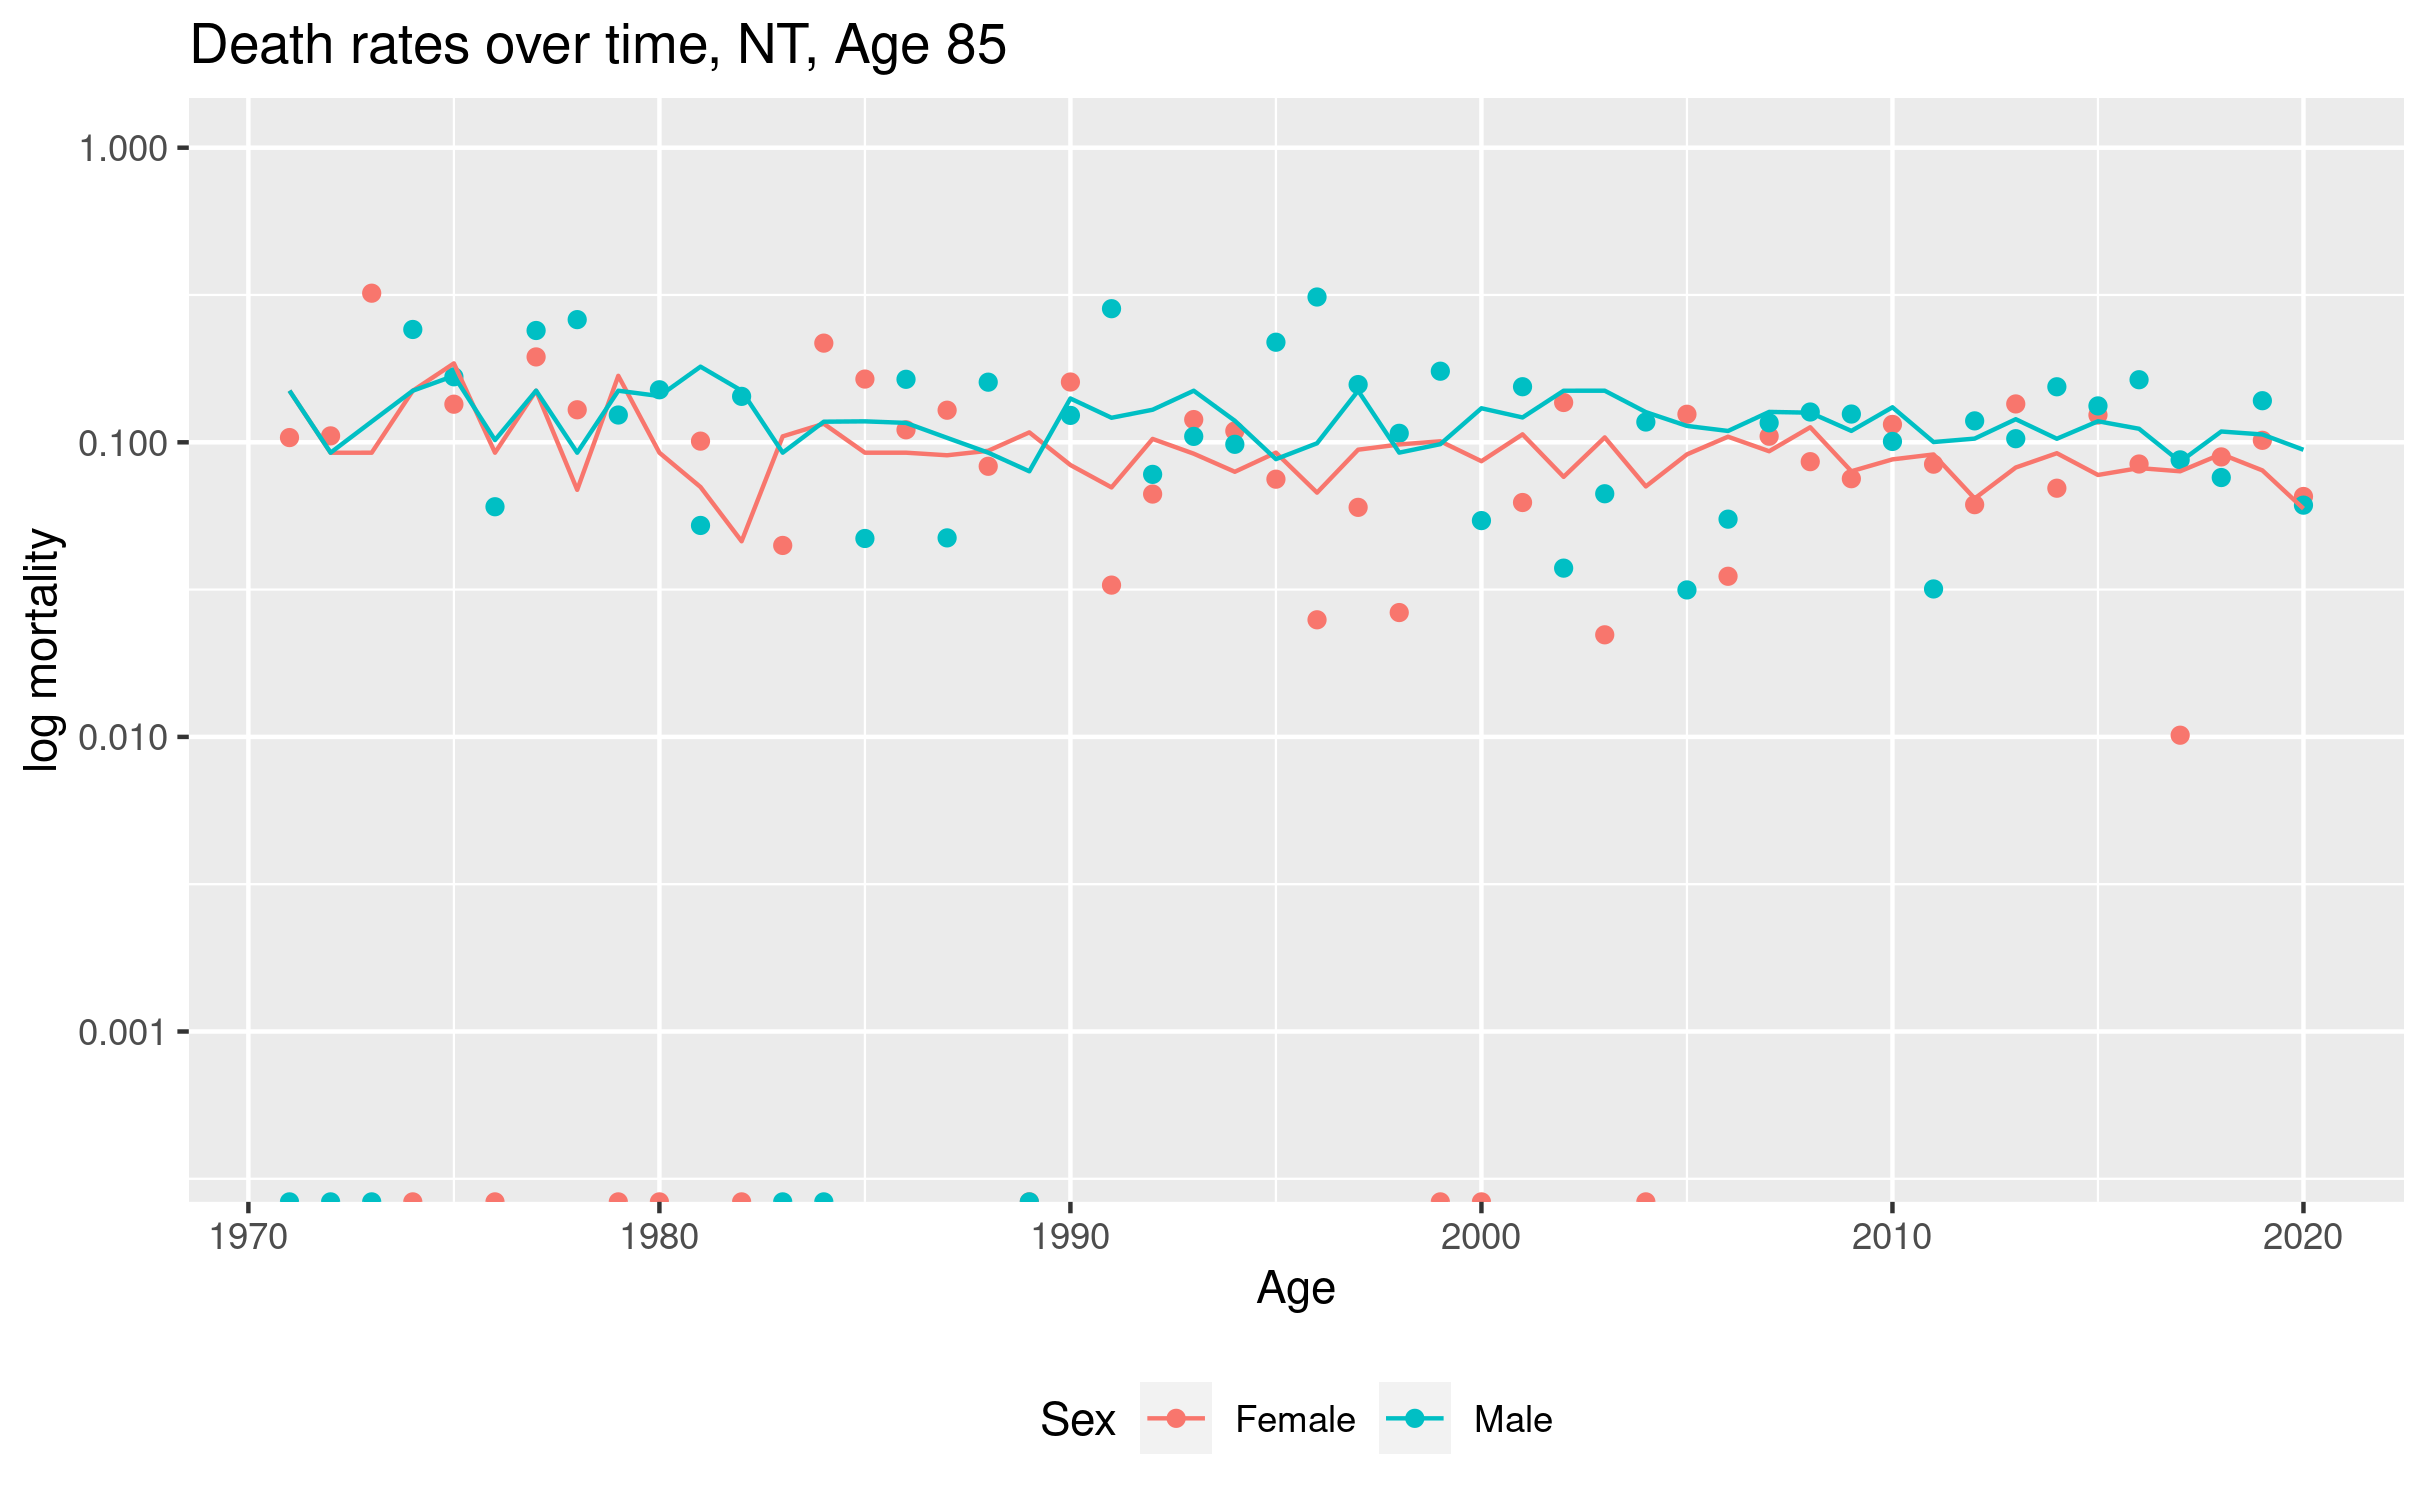 Death rates over time, NT, Age 85
1.000
0.100
0.010
0.001
log mortality
1970 1980 1990 2000 2010 2020
Age
Sex Female Male